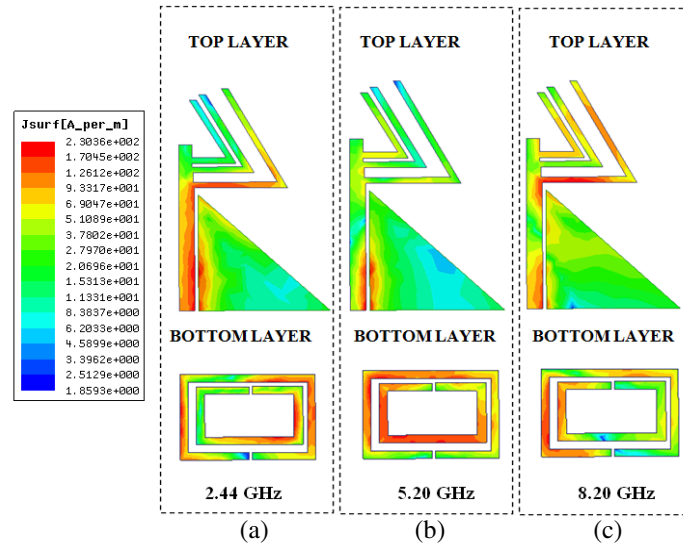 TOP LAYER
TOP LAYER
TOP LAYER
Jsurf[A_per_m]
2.3036e+002
1.7045e+002
1.2612e+002
9.3317e+001
6.9047e+001
5.1089e+001
3.7802e+001
2.7970e+001
2.0696e+001
1.5313e+001
1.1331e+001
8.3837e+000
6.2033e+000
4.5899e+000
3.3962e+000
2.5129e+000
1.8593e+000
BOTTOM LAYER
BOTTOM LAYER
BOTTOM LAYER
2.44 GHz
5.20 GHz
8.20 GHz
(a)
(b)
(c)